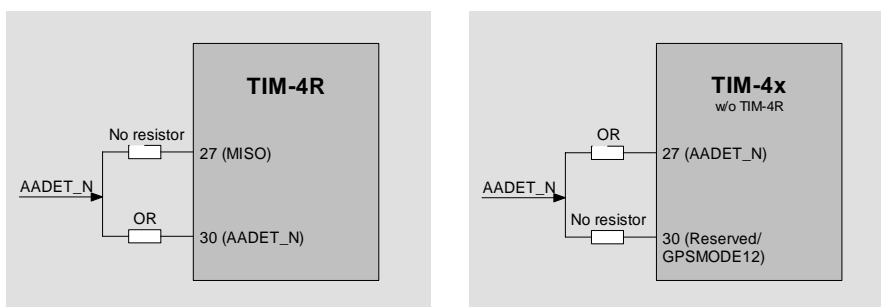 TIM-4R
No resistor
27 (MISO)
AADET_N
OR
30 (AADET_N)
TIM-4x
w/o TIM-4R
OR
27 (AADET_N)
AADET_N
No resistor
30 (Reserved/
GPSMODE12)